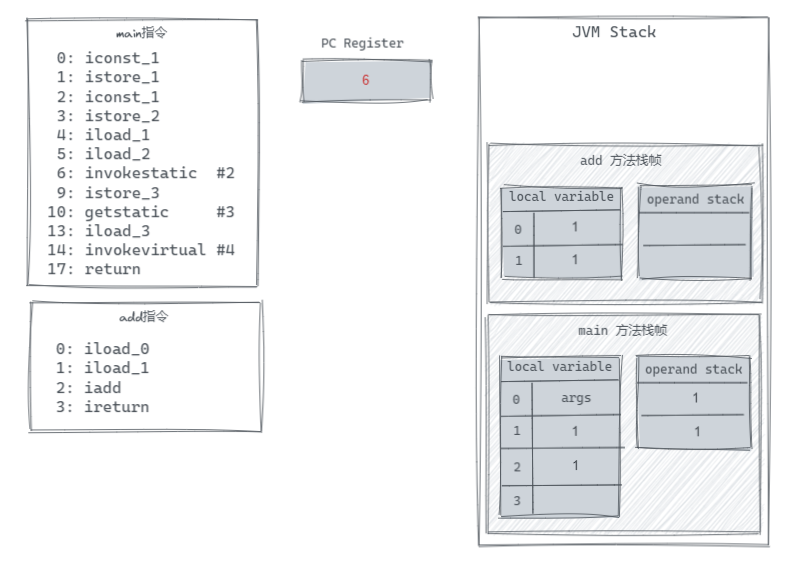 main指令
0: iconst_1
1: istore_1
2: iconst_1
3: istore_2
4: iload_1
5: iload_2
6: invokestatic #2
9: istore_3
10: getstatic #3
13: iload_3
14: invokevirtual #4
17: return
add指令
0: iload_0
1: iload_1
2: iadd
3: ireturn
PC Register
6
JVM Stack
add 方法栈帧
local variable
0 1
1 1
operand stack
main 方法栈帧
local variable
0 args
1 1
2 1
3
operand stack
1
1